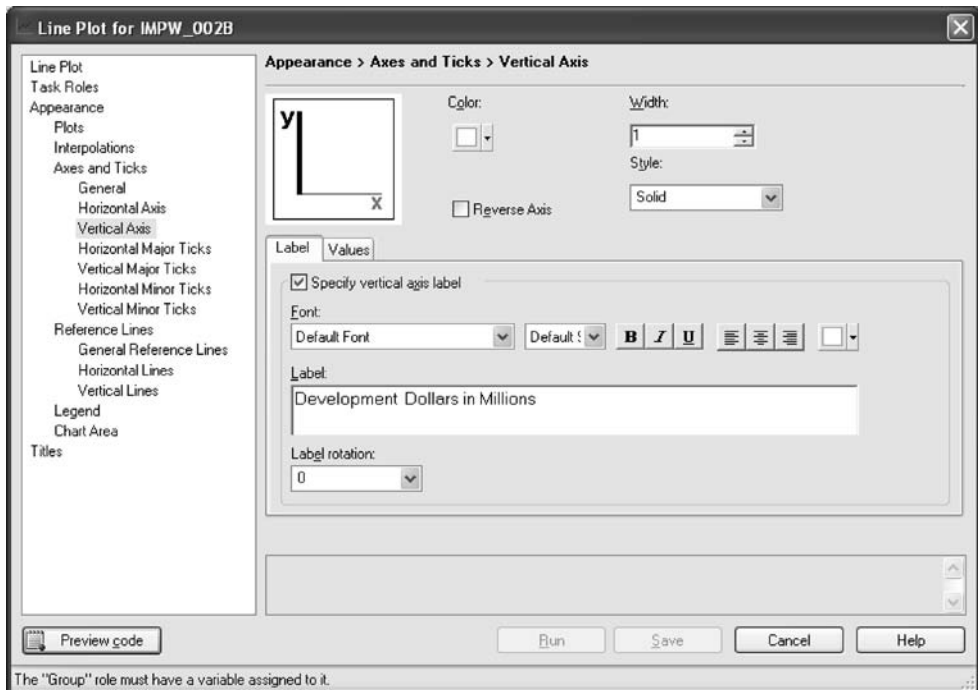 Line Plot for IMPW_002B
Line Plot
Task Roles
Appearance
Plots
Interpolations
Axes and Ticks
General
Horizontal Axis
Vertical Axis
Horizontal Major Ticks
Vertical Major Ticks
Horizontal Minor Ticks
Vertical Minor Ticks
Reference Lines
General Reference Lines
Horizontal Lines
Vertical Lines
Legend
Chart Area
Titles
Appearance > Axes and Ticks > Vertical Axis
y
x
Color:
Width:
1
Style:
Solid
Reverse Axis
Label Values
Specify vertical axis label
Font:
Default Font Default B I U
Label:
Development Dollars in Millions
Label rotation:
0
Preview code Run Save Cancel Help
The "Group" role must have a variable assigned to it.